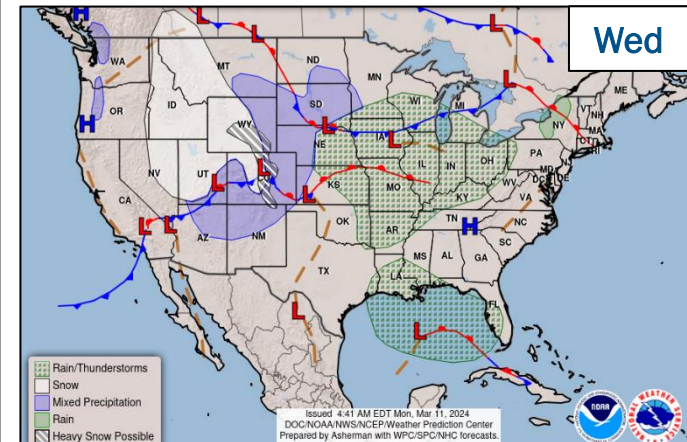 Wed
H
L
L
L
WA
MT
ND
MN
ME
OR
ID
SD
WI
MI
L
VT
NH
NY
MA
CT
RI
H
WY
L
NE
IA
L
PA
NJ
NV
UT
L
L
IL
IN
OH
MD
DE
DC
WV
VA
CA
L
KS
MO
KY
L
L
AZ
NM
OK
AR
TN
H
NC
SC
TX
MS
AL
GA
LA
L
FL
L
Rain/Thunderstorms
Snow
Mixed Precipitation
Rain
Heavy Snow Possible
Issued 4:41 AM EDT Mon, Mar 11, 2024
DOC/NOAA/NWS/NCEP/Weather Prediction Center
Prepared by Asherman with WPC/SPC/NHC forecasts.
NOAA